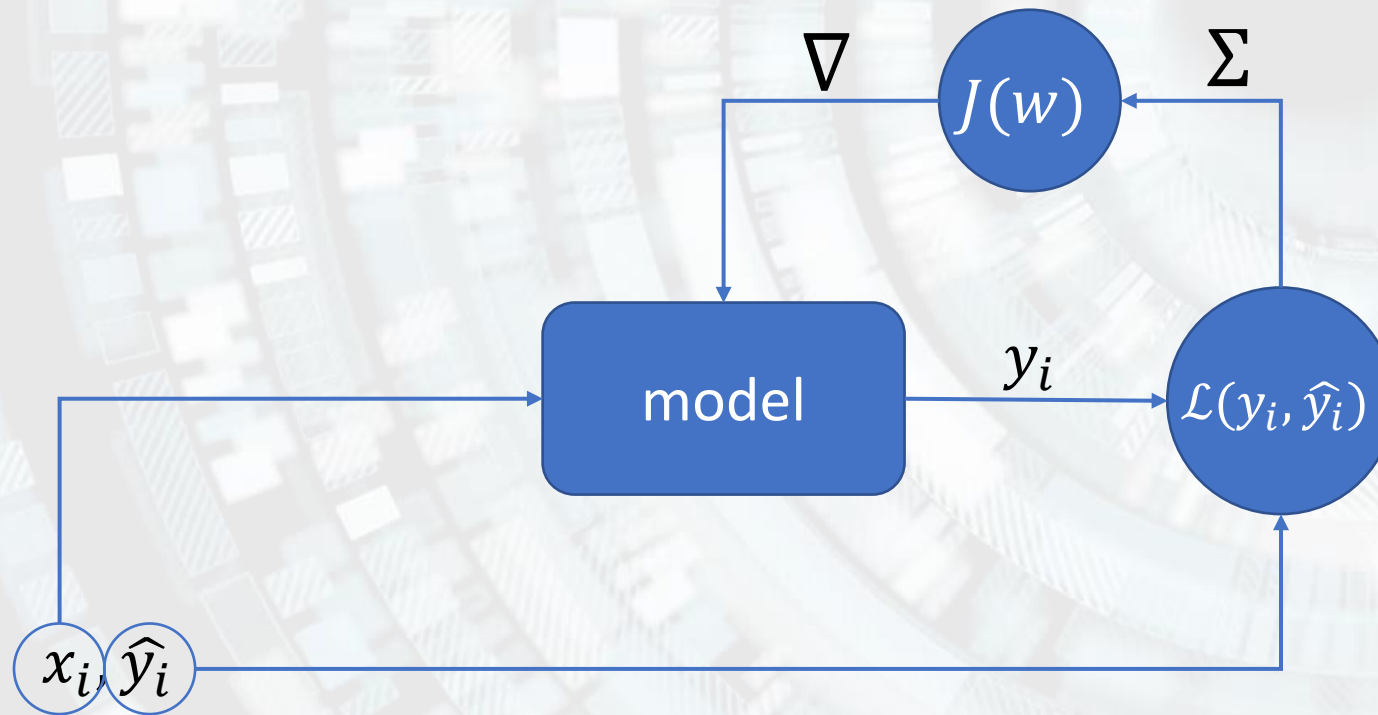 ∇
J(w)
Σ
model
yᵢ
ℒ(yᵢ, ŷᵢ)
xᵢ, ŷᵢ